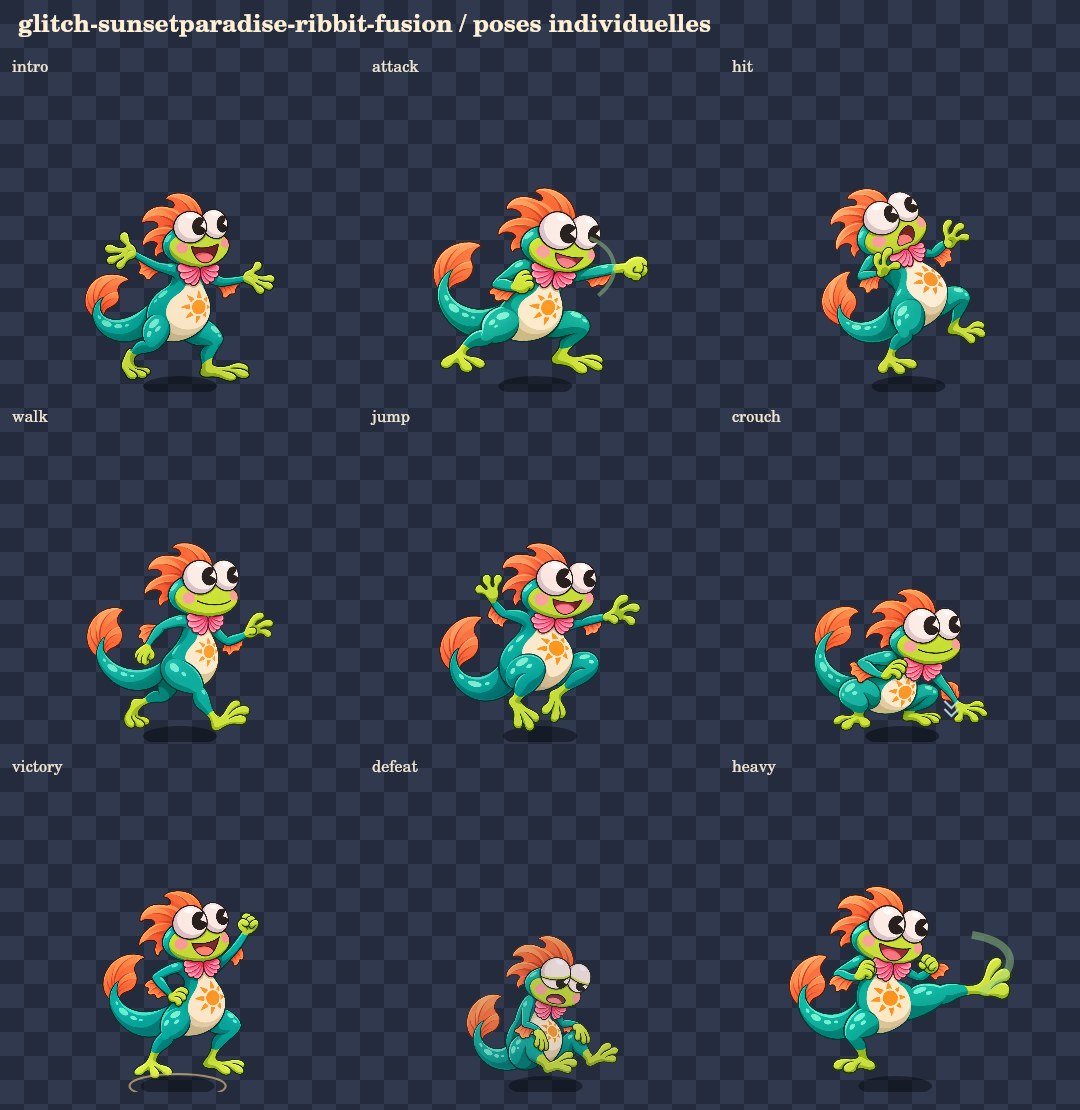 glitch-sunsetparadise-ribbit-fusion / poses individuelles
intro
attack
hit
walk
jump
crouch
victory
defeat
heavy